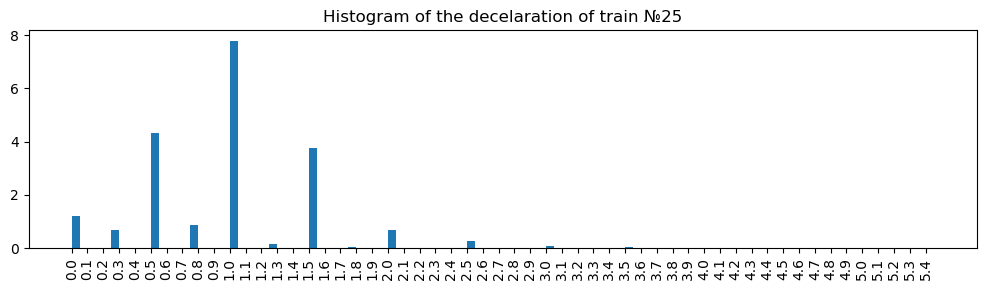 Histogram of the decelaration of train №25
8
6
4
2
0
0.0 0.1 0.2 0.3 0.4 0.5 0.6 0.7 0.8 0.9 1.0 1.1 1.2 1.3 1.4 1.5 1.6 1.7 1.8 1.9 2.0 2.1 2.2 2.3 2.4 2.5 2.6 2.7 2.8 2.9 3.0 3.1 3.2 3.3 3.4 3.5 3.6 3.7 3.8 3.9 4.0 4.1 4.2 4.3 4.4 4.5 4.6 4.7 4.8 4.9 5.0 5.1 5.2 5.3 5.4